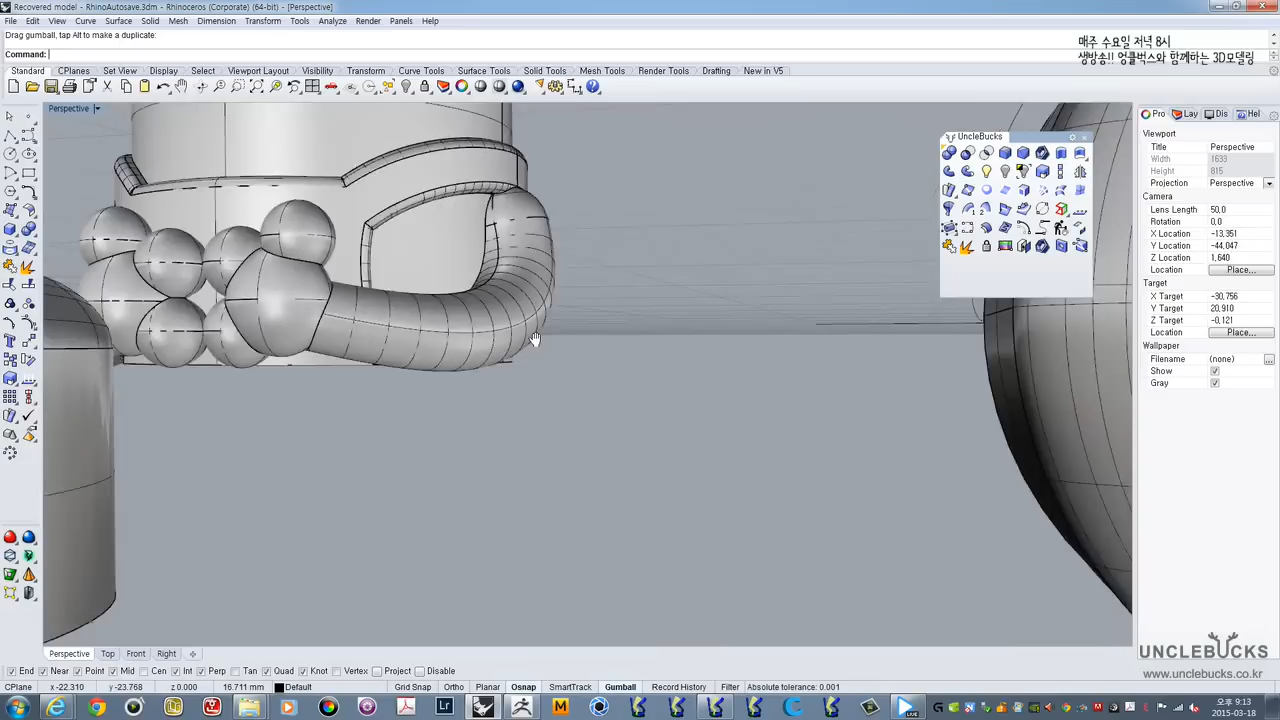 Recovered model - RhinoAutosave.3dm - Rhinoceros (Corporate) (64-bit) - [Perspective]
File Edit View Curve Surface Solid Mesh Dimension Transform Tools Analyze Render Panels Help
Drag gumball, tap Alt to make a duplicate:
Command:
매주 수요일 저녁 8시
생방송!! 엉클벅스와 함께하는 3D모델링
Standard CPlanes Set View Display Select Viewport Layout Visibility Transform Curve Tools Surface Tools Solid Tools Mesh Tools Render Tools Drafting New in V5
Perspective
UncleBucks
Pro Lay Dis Hel
Viewport
Title Perspective
Width 1633
Height 815
Projection Perspective
Camera
Lens Length 50,0
Rotation 0,0
X Location -13,351
Y Location -44,047
Z Location 1,640
Location Place...
Target
X Target -30,756
Y Target 20,910
Z Target -0,121
Location Place...
Wallpaper
Filename (none) ...
Show
Gray
Perspective Top Front Right
UNCLEBUCKS
www.unclebucks.co.kr
End Near Point Mid Cen Int Perp Tan Quad Knot Vertex Project Disable
CPlane x -22.310 y -23.768 z 0.000 16.711 mm Default Grid Snap Ortho Planar Osnap SmartTrack Gumball Record History Filter Absolute tolerance: 0.001
Lr M LIVE G
오후 9:13
2015-03-18